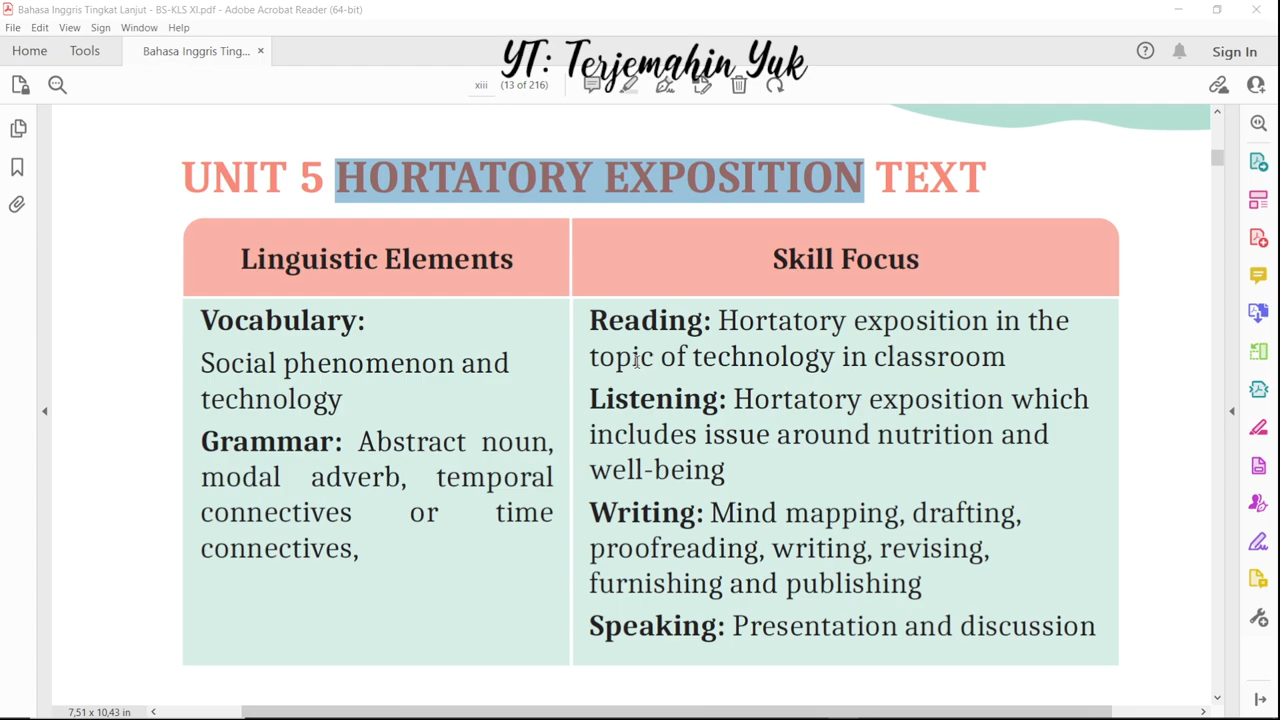 Bahasa Inggris Tingkat Lanjut - BS-KLS XI.pdf - Adobe Acrobat Reader (64-bit)
File Edit View Sign Window Help
Home Tools Bahasa Inggris Ting... × Sign In
YT: Terjemahin Yuk
xiii (13 of 216)
UNIT 5 HORTATORY EXPOSITION TEXT
Linguistic Elements
Vocabulary:
Social phenomenon and
technology
Grammar: Abstract noun,
modal adverb, temporal
connectives or time
connectives,
Skill Focus
Reading: Hortatory exposition in the
topic of technology in classroom
Listening: Hortatory exposition which
includes issue around nutrition and
well-being
Writing: Mind mapping, drafting,
proofreading, writing, revising,
furnishing and publishing
Speaking: Presentation and discussion
7,51 x 10,43 in